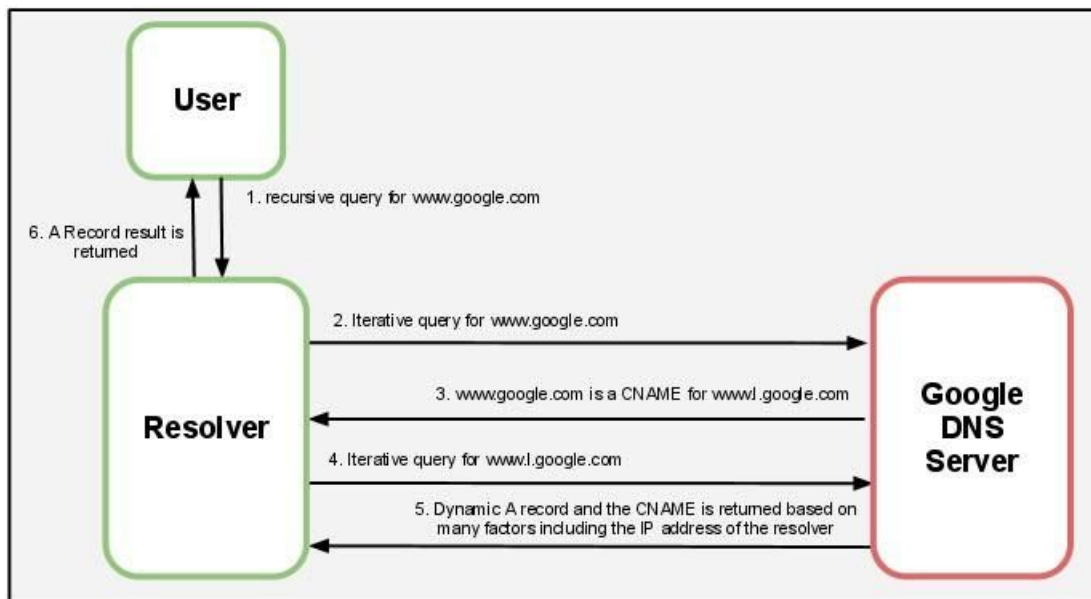 User
1. recursive query for www.google.com
6. A Record result is
returned
2. Iterative query for www.google.com
3. www.google.com is a CNAME for www.l.google.com
Resolver
Google
DNS
Server
4. Iterative query for www.l.google.com
5. Dynamic A record and the CNAME is returned based on
many factors including the IP address of the resolver